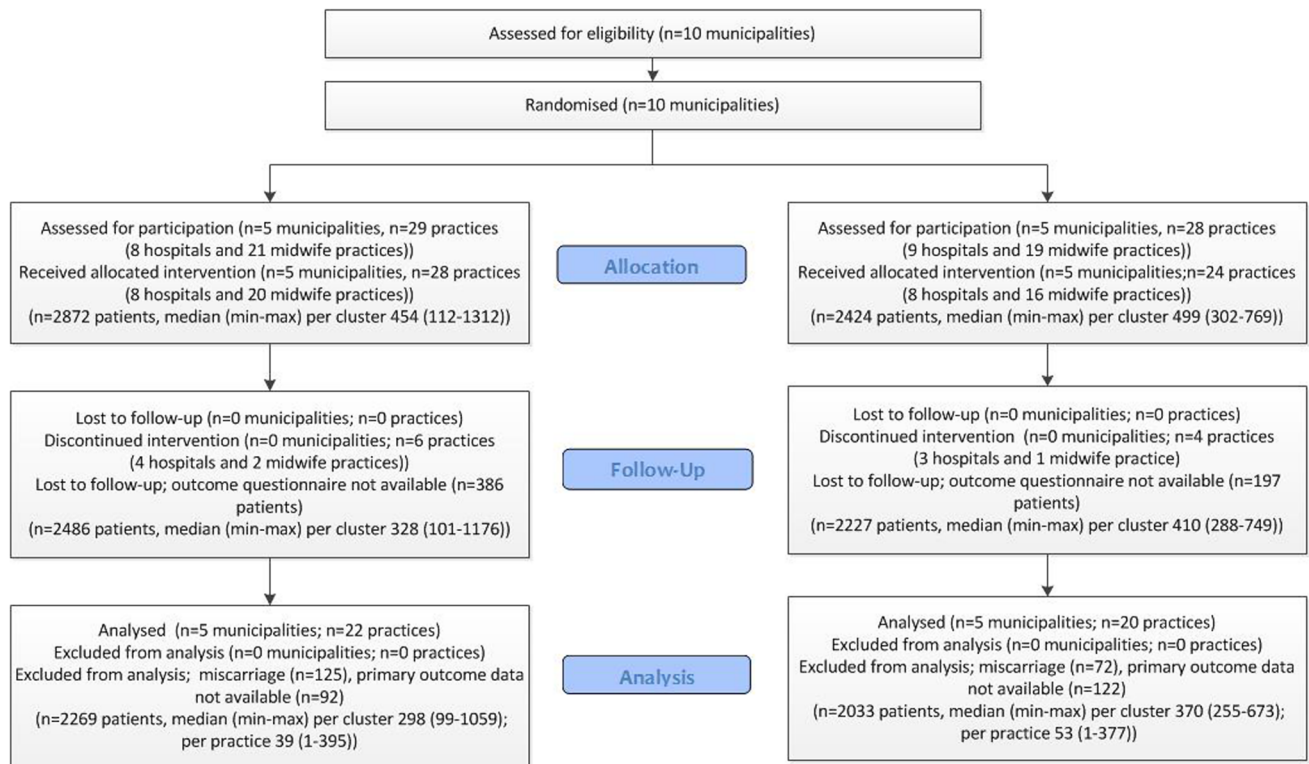 Assessed for eligibility (n=10 municipalities)
Randomised (n=10 municipalities)
Assessed for participation (n=5 municipalities, n=29 practices
(8 hospitals and 21 midwife practices))
Received allocated intervention (n=5 municipalities, n=28 practices
(8 hospitals and 20 midwife practices))
(n=2872 patients, median (min-max) per cluster 454 (112-1312))
Allocation
Assessed for participation (n=5 municipalities, n=28 practices
(9 hospitals and 19 midwife practices))
Received allocated intervention (n=5 municipalities;n=24 practices
(8 hospitals and 16 midwife practices))
(n=2424 patients, median (min-max) per cluster 499 (302-769))
Lost to follow-up (n=0 municipalities; n=0 practices)
Discontinued intervention (n=0 municipalities; n=6 practices
(4 hospitals and 2 midwife practices))
Lost to follow-up; outcome questionnaire not available (n=386
patients)
(n=2486 patients, median (min-max) per cluster 328 (101-1176))
Follow-Up
Lost to follow-up (n=0 municipalities; n=0 practices)
Discontinued intervention (n=0 municipalities; n=4 practices
(3 hospitals and 1 midwife practice)
Lost to follow-up; outcome questionnaire not available (n=197
patients)
(n=2227 patients, median (min-max) per cluster 410 (288-749))
Analysed (n=5 municipalities; n=22 practices)
Excluded from analysis (n=0 municipalities; n=0 practices)
Excluded from analysis; miscarriage (n=125), primary outcome data
not available (n=92)
(n=2269 patients, median (min-max) per cluster 298 (99-1059);
per practice 39 (1-395))
Analysis
Analysed (n=5 municipalities; n=20 practices)
Excluded from analysis (n=0 municipalities; n=0 practices)
Excluded from analysis; miscarriage (n=72), primary outcome data
not available (n=122)
(n=2033 patients, median (min-max) per cluster 370 (255-673);
per practice 53 (1-377))